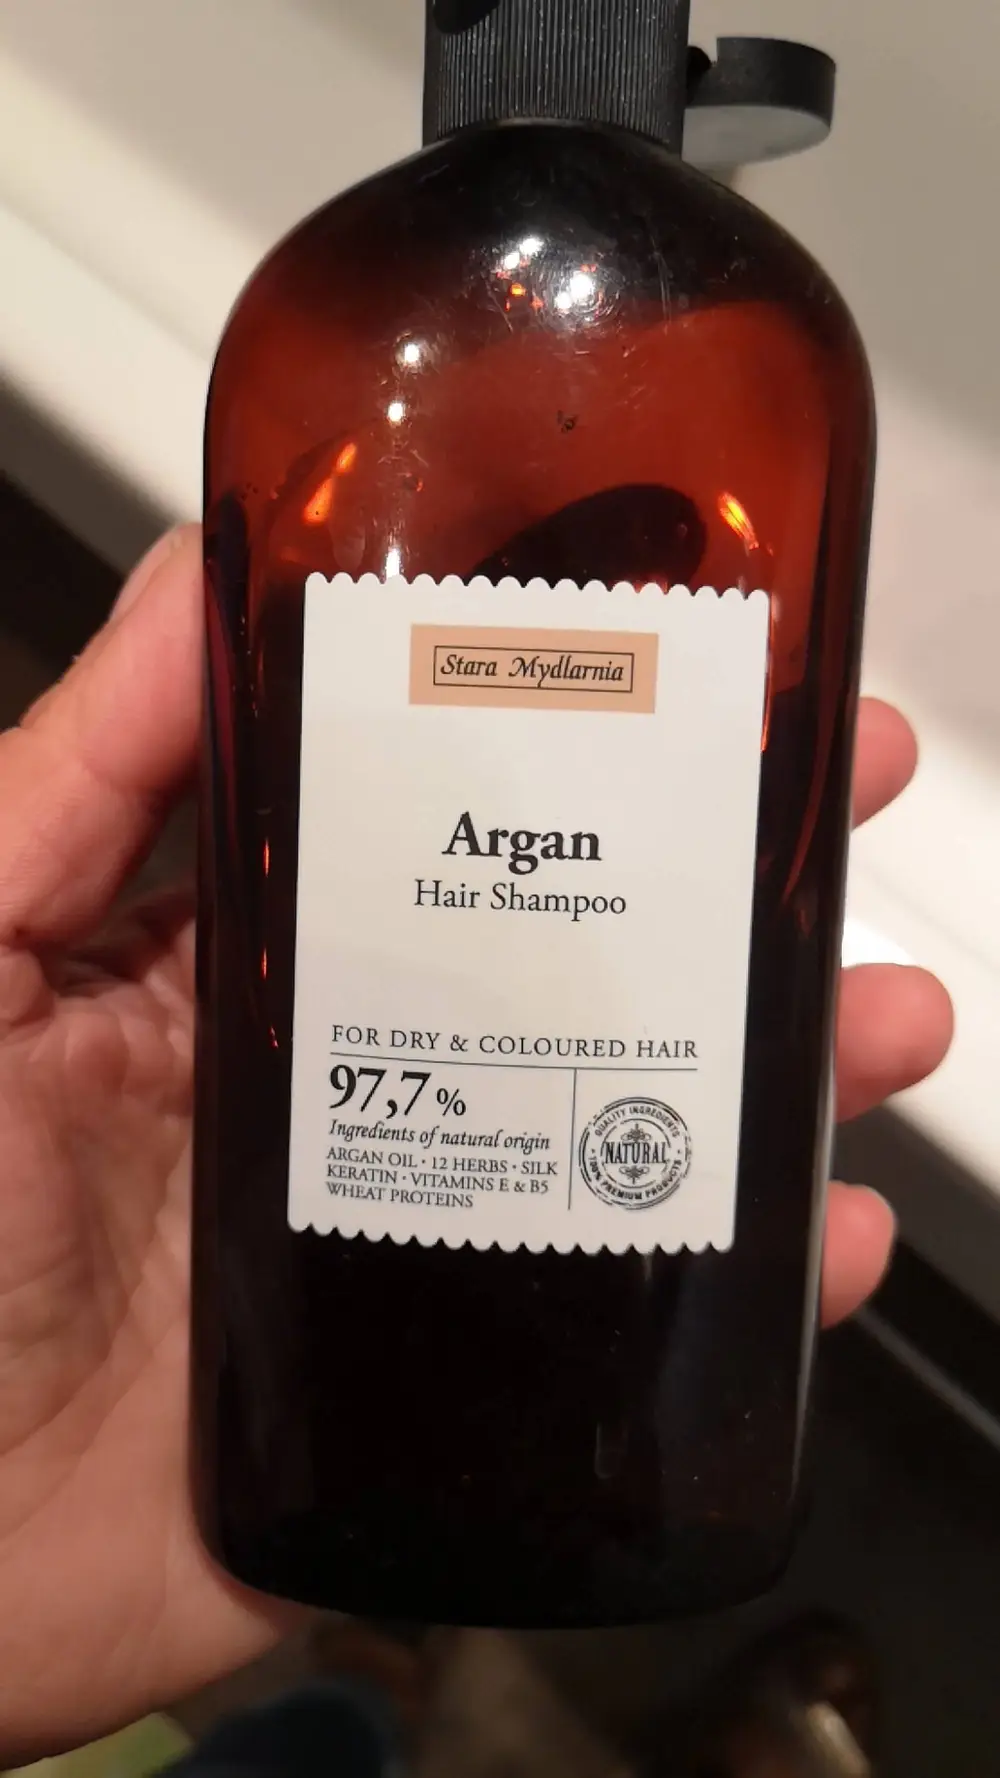 Stara Mydlarnia
Argan
Hair Shampoo
FOR DRY & COLOURED HAIR
97,7 %
Ingredients of natural origin
ARGAN OIL · 12 HERBS · SILK
KERATIN · VITAMINS E & B5
WHEAT PROTEINS
QUALITY INGREDIENTS
NATURAL
100% PREMIUM PRODUCTS